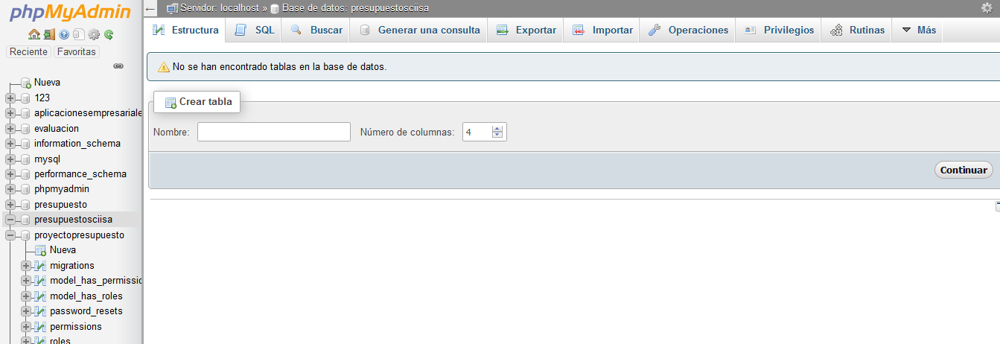 phpMyAdmin
Reciente Favoritas
Nueva
123
aplicacionesempresariale
evaluacion
information_schema
mysql
performance_schema
phpmyadmin
presupuesto
presupuestosciisa
proyectopresupuesto
Nueva
migrations
model_has_permissio
model_has_roles
password_resets
permissions
roles
← Servidor: localhost » Base de datos: presupuestosciisa
Estructura SQL Buscar Generar una consulta Exportar Importar Operaciones Privilegios Rutinas Más
No se han encontrado tablas en la base de datos.
Crear tabla
Nombre: Número de columnas: 4
Continuar